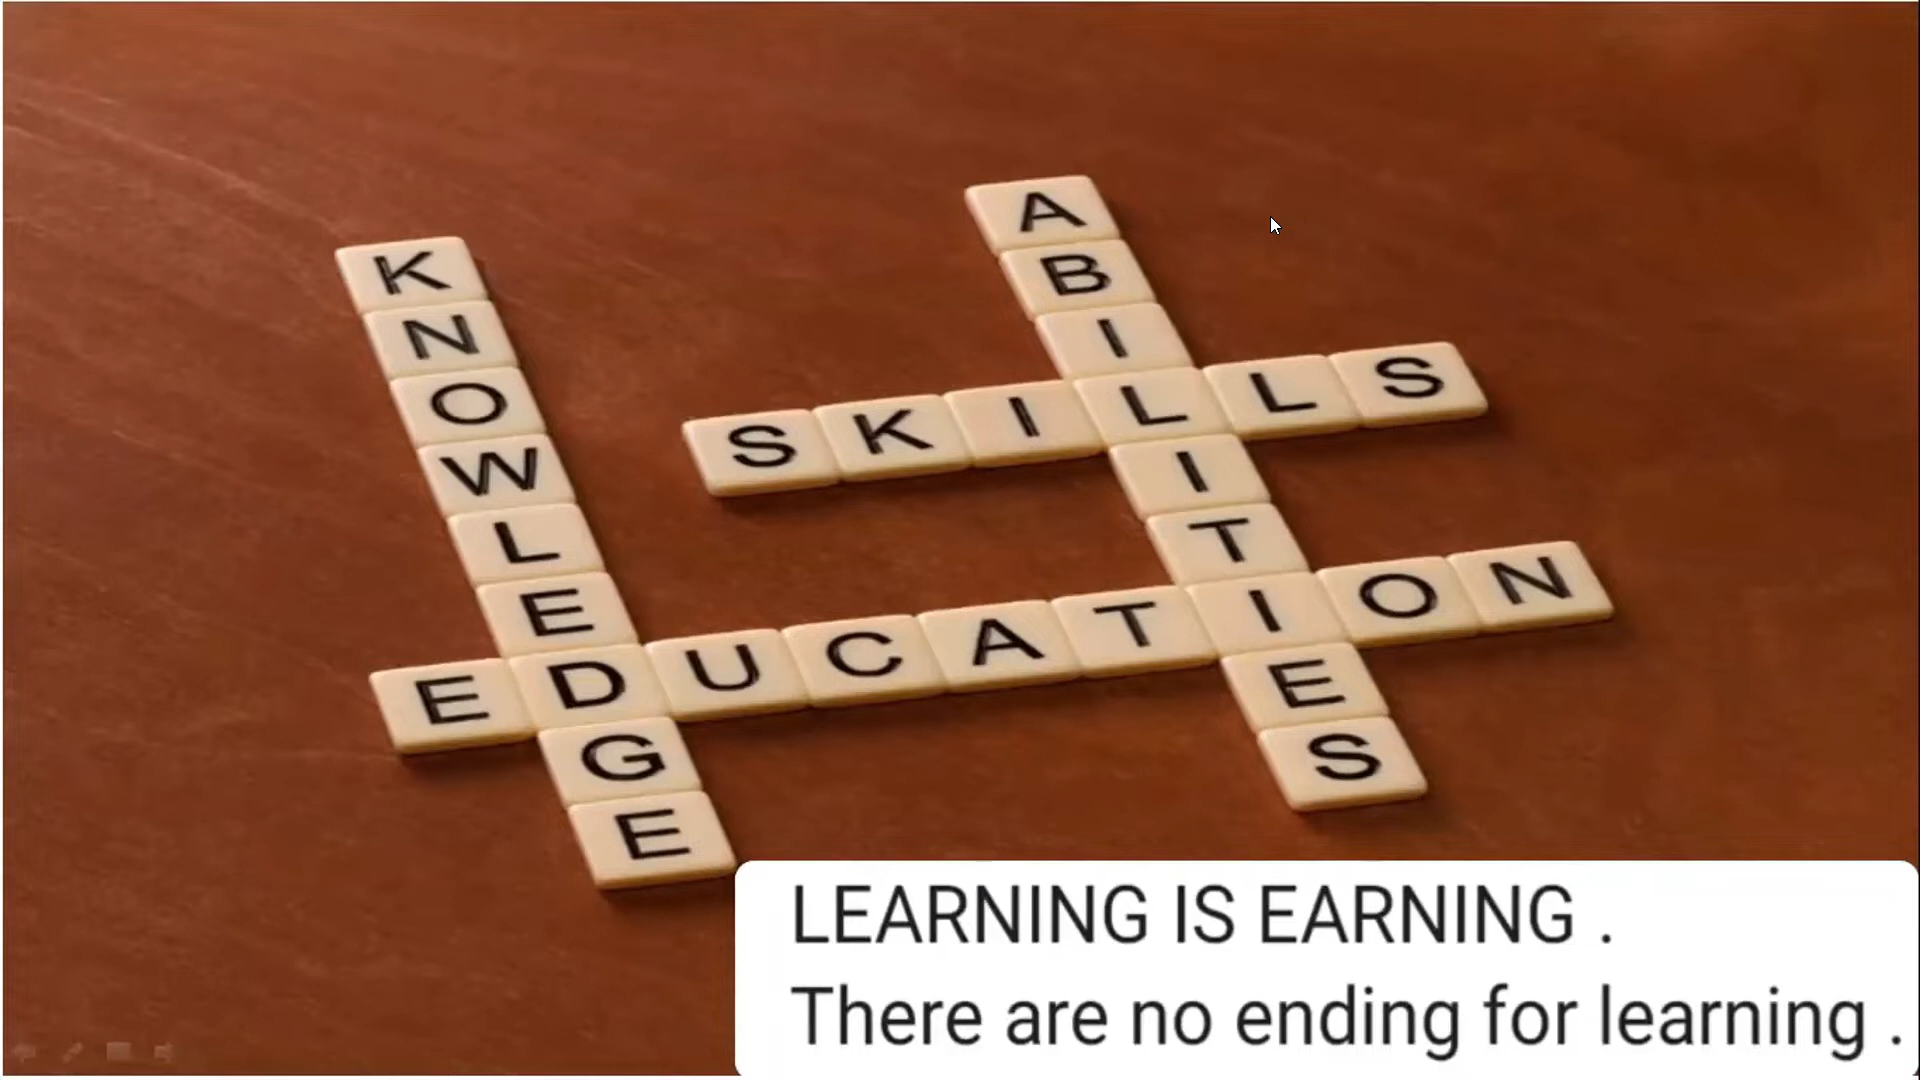 KNOWLEDGE
ABILITIES
SKILLS
EDUCATION
LEARNING IS EARNING .
There are no ending for learning .